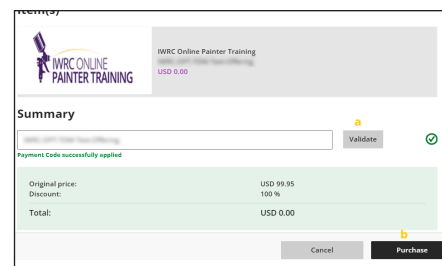 Item(s)
IWRC ONLINE
PAINTER TRAINING
IWRC Online Painter Training
USD 0.00
Summary
a
Validate
Payment Code successfully applied
Original price: USD 99.95
Discount: 100 %
Total: USD 0.00
b
Cancel
Purchase